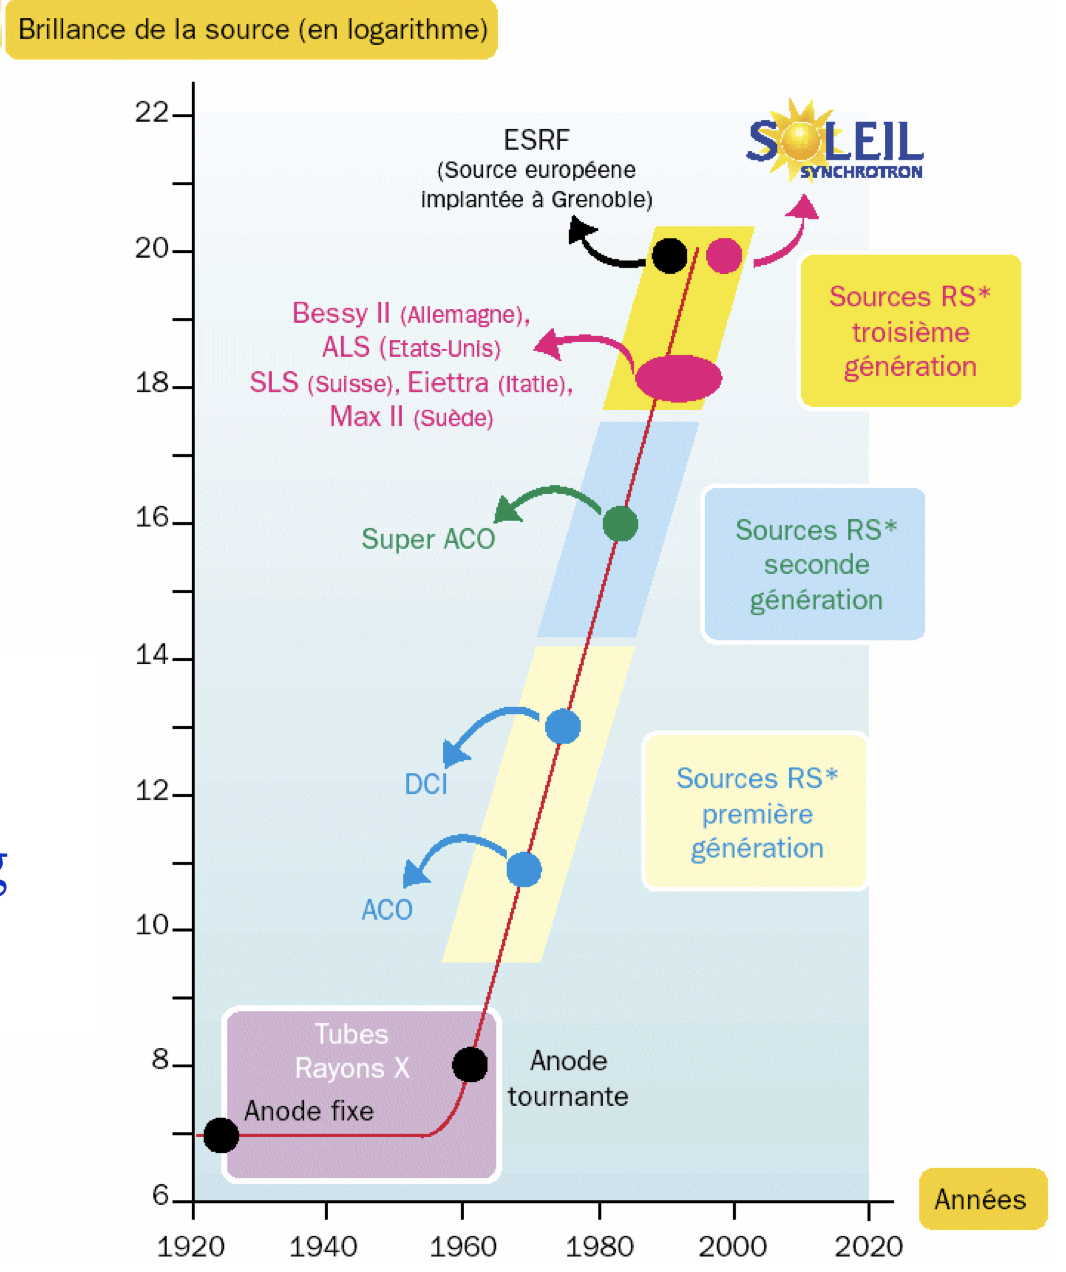 Brillance de la source (en logarithme)
22
20
18
16
14
12
10
8
6
ESRF
(Source européene
implantée à Grenoble)
SOLEIL
SYNCHROTRON
Sources RS*
troisième
génération
Bessy II (Allemagne),
ALS (Etats-Unis)
SLS (Suisse), Eiettra (Itatie),
Max II (Suède)
Sources RS*
seconde
génération
Super ACO
DCI
Sources RS*
première
génération
ACO
Tubes
Rayons X
Anode fixe
Anode
tournante
Années
1920 1940 1960 1980 2000 2020